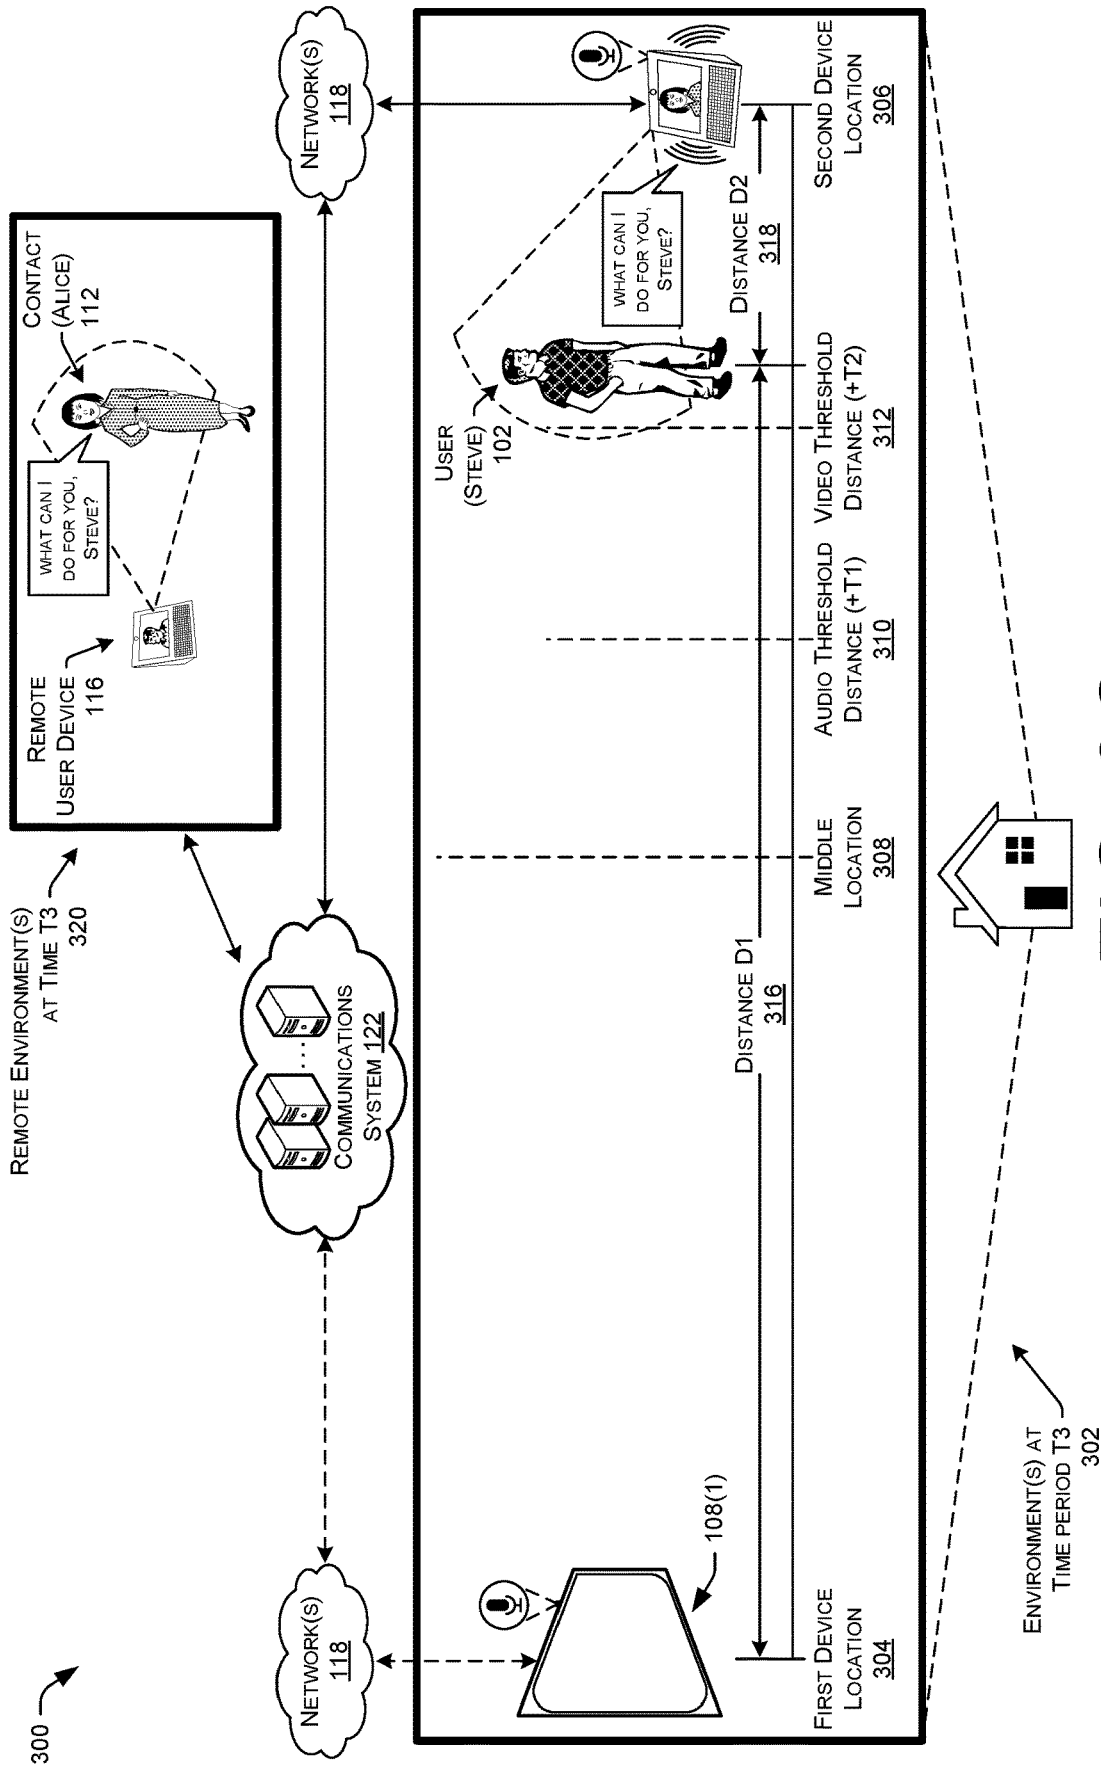 300
REMOTE ENVIRONMENT(S)
AT TIME T3
320
REMOTE
USER DEVICE
116
WHAT CAN I
DO FOR YOU,
STEVE?
CONTACT
(ALICE)
112
NETWORK(S)
118
COMMUNICATIONS
SYSTEM 122
NETWORK(S)
118
108(1)
USER
(STEVE)
102
WHAT CAN I
DO FOR YOU,
STEVE?
DISTANCE D1
316
DISTANCE D2
318
FIRST DEVICE
LOCATION
304
MIDDLE
LOCATION
308
AUDIO THRESHOLD
DISTANCE (+T1)
310
VIDEO THRESHOLD
DISTANCE (+T2)
312
SECOND DEVICE
LOCATION
306
ENVIRONMENT(S) AT
TIME PERIOD T3
302